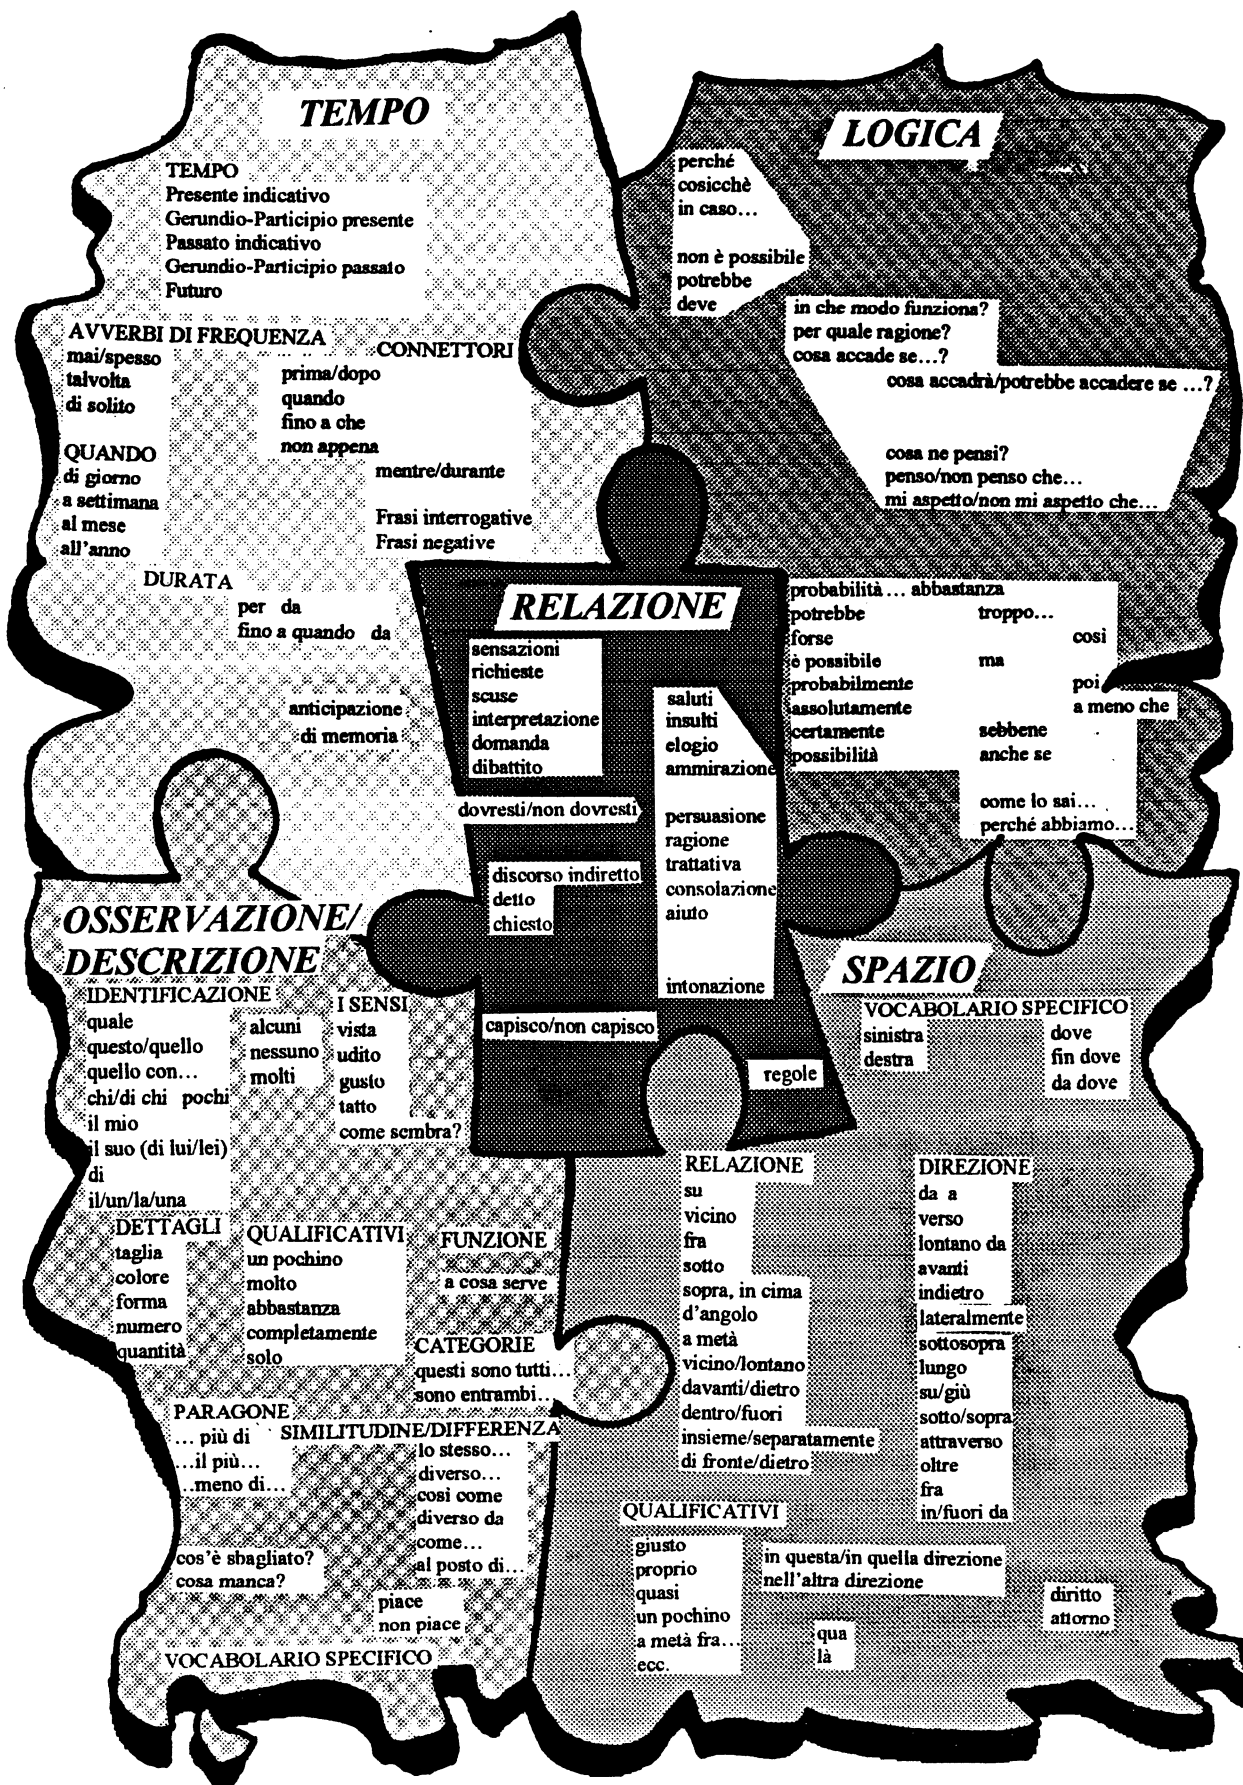 TEMPO
TEMPO
Presente indicativo
Gerundio-Participio presente
Passato indicativo
Gerundio-Participio passato
Futuro
AVVERBI DI FREQUENZA
mai/spesso
talvolta
di solito
CONNETTORI
prima/dopo
quando
fino a che
non appena
mentre/durante
QUANDO
di giorno
a settimana
al mese
all'anno
Frasi interrogative
Frasi negative
DURATA
per da
fino a quando da
anticipazione
di memoria
LOGICA
perché
cosicchè
in caso...
non è possibile
potrebbe
deve
in che modo funziona?
per quale ragione?
cosa accade se...?
cosa accadrà/potrebbe accadere se ...?
cosa ne pensi?
penso/non penso che...
mi aspetto/non mi aspetto che...
probabilità ... abbastanza
potrebbe troppo...
forse così
è possibile ma
probabilmente poi
assolutamente a meno che
certamente sebbene
possibilità anche se
come lo sai...
perché abbiamo...
RELAZIONE
sensazioni
richieste
scuse
interpretazione
domanda
dibattito
saluti
insulti
elogio
ammirazione
persuasione
ragione
trattativa
consolazione
aiuto
intonazione
dovresti/non dovresti
discorso indiretto
detto
chiesto
capisco/non capisco
regole
OSSERVAZIONE/
DESCRIZIONE
IDENTIFICAZIONE
quale
questo/quello
quello con...
chi/di chi pochi
il mio
il suo (di lui/lei)
di
il/un/la/una
alcuni
nessuno
molti
I SENSI
vista
udito
gusto
tatto
come sembra?
DETTAGLI
taglia
colore
forma
numero
quantità
QUALIFICATIVI
un pochino
molto
abbastanza
completamente
solo
FUNZIONE
a cosa serve
CATEGORIE
questi sono tutti...
sono entrambi...
PARAGONE
... più di
...il più...
...meno di...
SIMILITUDINE/DIFFERENZA
lo stesso...
diverso...
così come
diverso da
come...
al posto di...
cos'è sbagliato?
cosa manca?
piace
non piace
VOCABOLARIO SPECIFICO
SPAZIO
VOCABOLARIO SPECIFICO
sinistra
destra
dove
fin dove
da dove
RELAZIONE
su
vicino
fra
sotto
sopra, in cima
d'angolo
a metà
vicino/lontano
davanti/dietro
dentro/fuori
insieme/separatamente
di fronte/dietro
DIREZIONE
da a
verso
lontano da
avanti
indietro
lateralmente
sottosopra
lungo
su/giù
sotto/sopra
attraverso
oltre
fra
in/fuori da
QUALIFICATIVI
giusto
proprio
quasi
un pochino
a metà fra...
ecc.
in questa/in quella direzione
nell'altra direzione
qua
là
diritto
attorno